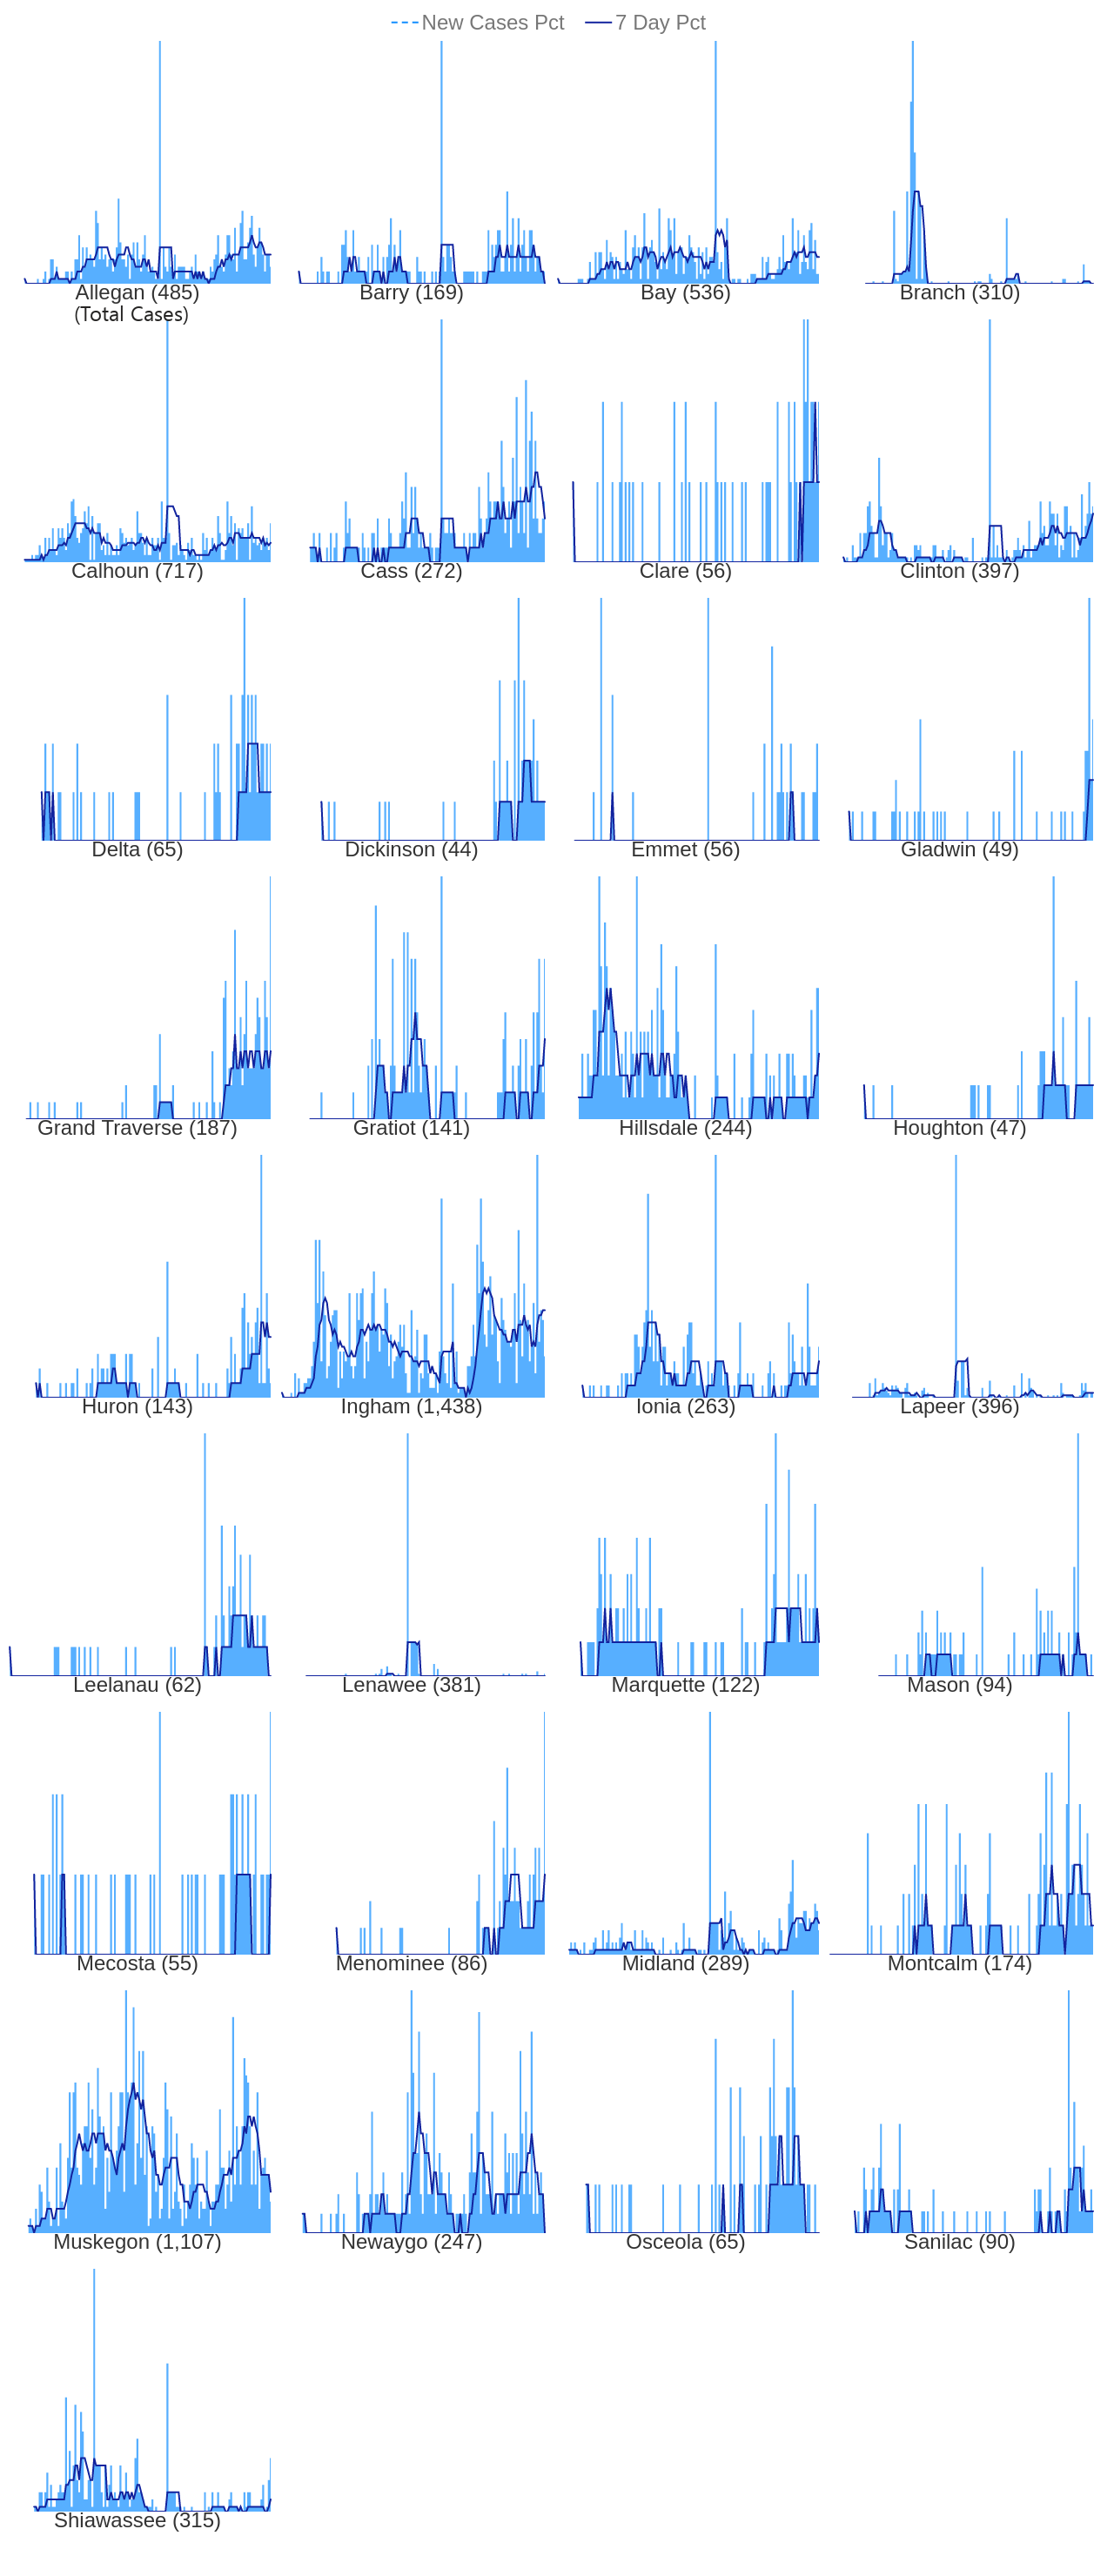 New Cases Pct 7 Day Pct
Allegan (485) Barry (169) Bay (536) Branch (310)
(Total Cases)
Calhoun (717) Cass (272) Clare (56) Clinton (397)
Delta (65) Dickinson (44) Emmet (56) Gladwin (49)
Grand Traverse (187) Gratiot (141) Hillsdale (244) Houghton (47)
Huron (143) Ingham (1,438) Ionia (263) Lapeer (396)
Leelanau (62) Lenawee (381) Marquette (122) Mason (94)
Mecosta (55) Menominee (86) Midland (289) Montcalm (174)
Muskegon (1,107) Newaygo (247) Osceola (65) Sanilac (90)
Shiawassee (315)